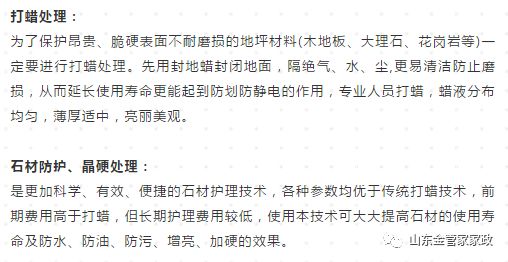 打蜡处理：
为了保护昂贵、脆硬表面不耐磨损的地坪材料(木地板、大理石、花岗岩等)一
定要进行打蜡处理。先用封地蜡封闭地面，隔绝气、水、尘,更易清洁防止磨
损，从而延长使用寿命更能起到防划防静电的作用，专业人员打蜡，蜡液分布
均匀，薄厚适中，亮丽美观。
石材防护、晶硬处理：
是更加科学、有效、便捷的石材护理技术，各种参数均优于传统打蜡技术，前
期费用高于打蜡，但长期护理费用较低，使用本技术可大大提高石材的使用寿
命及防水、防油、防污、增亮、加硬的效果。
山东金管家家政